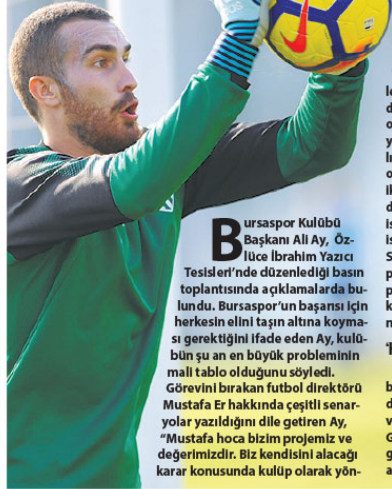 Bursaspor Kulübü
Başkanı Ali Ay, Öz-
lüce İbrahim Yazıcı
Tesisleri'nde düzenlediği basın
toplantısında açıklamalarda bu-
lundu. Bursaspor'un başarısı için
herkesin elini taşın altına koyma-
sı gerektiğini ifade eden Ay, kulü-
bün şu an en büyük probleminin
mali tablo olduğunu söyledi.
Görevini bırakan futbol direktörü
Mustafa Er hakkında çeşitli senar-
yolar yazıldığını dile getiren Ay,
“Mustafa hoca bizim projemiz ve
değerimizdir. Biz kendisini alacağı
karar konusunda kulüp olarak yön-